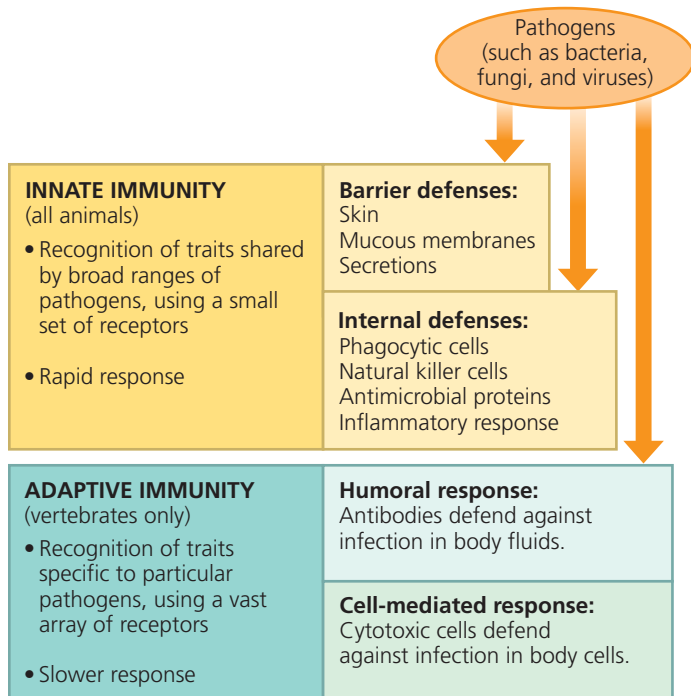 Pathogens
(such as bacteria,
fungi, and viruses)
INNATE IMMUNITY
(all animals)
• Recognition of traits shared
by broad ranges of
pathogens, using a small
set of receptors
• Rapid response
Barrier defenses:
Skin
Mucous membranes
Secretions
Internal defenses:
Phagocytic cells
Natural killer cells
Antimicrobial proteins
Inflammatory response
ADAPTIVE IMMUNITY
(vertebrates only)
• Recognition of traits
specific to particular
pathogens, using a vast
array of receptors
• Slower response
Humoral response:
Antibodies defend against
infection in body fluids.
Cell-mediated response:
Cytotoxic cells defend
against infection in body cells.